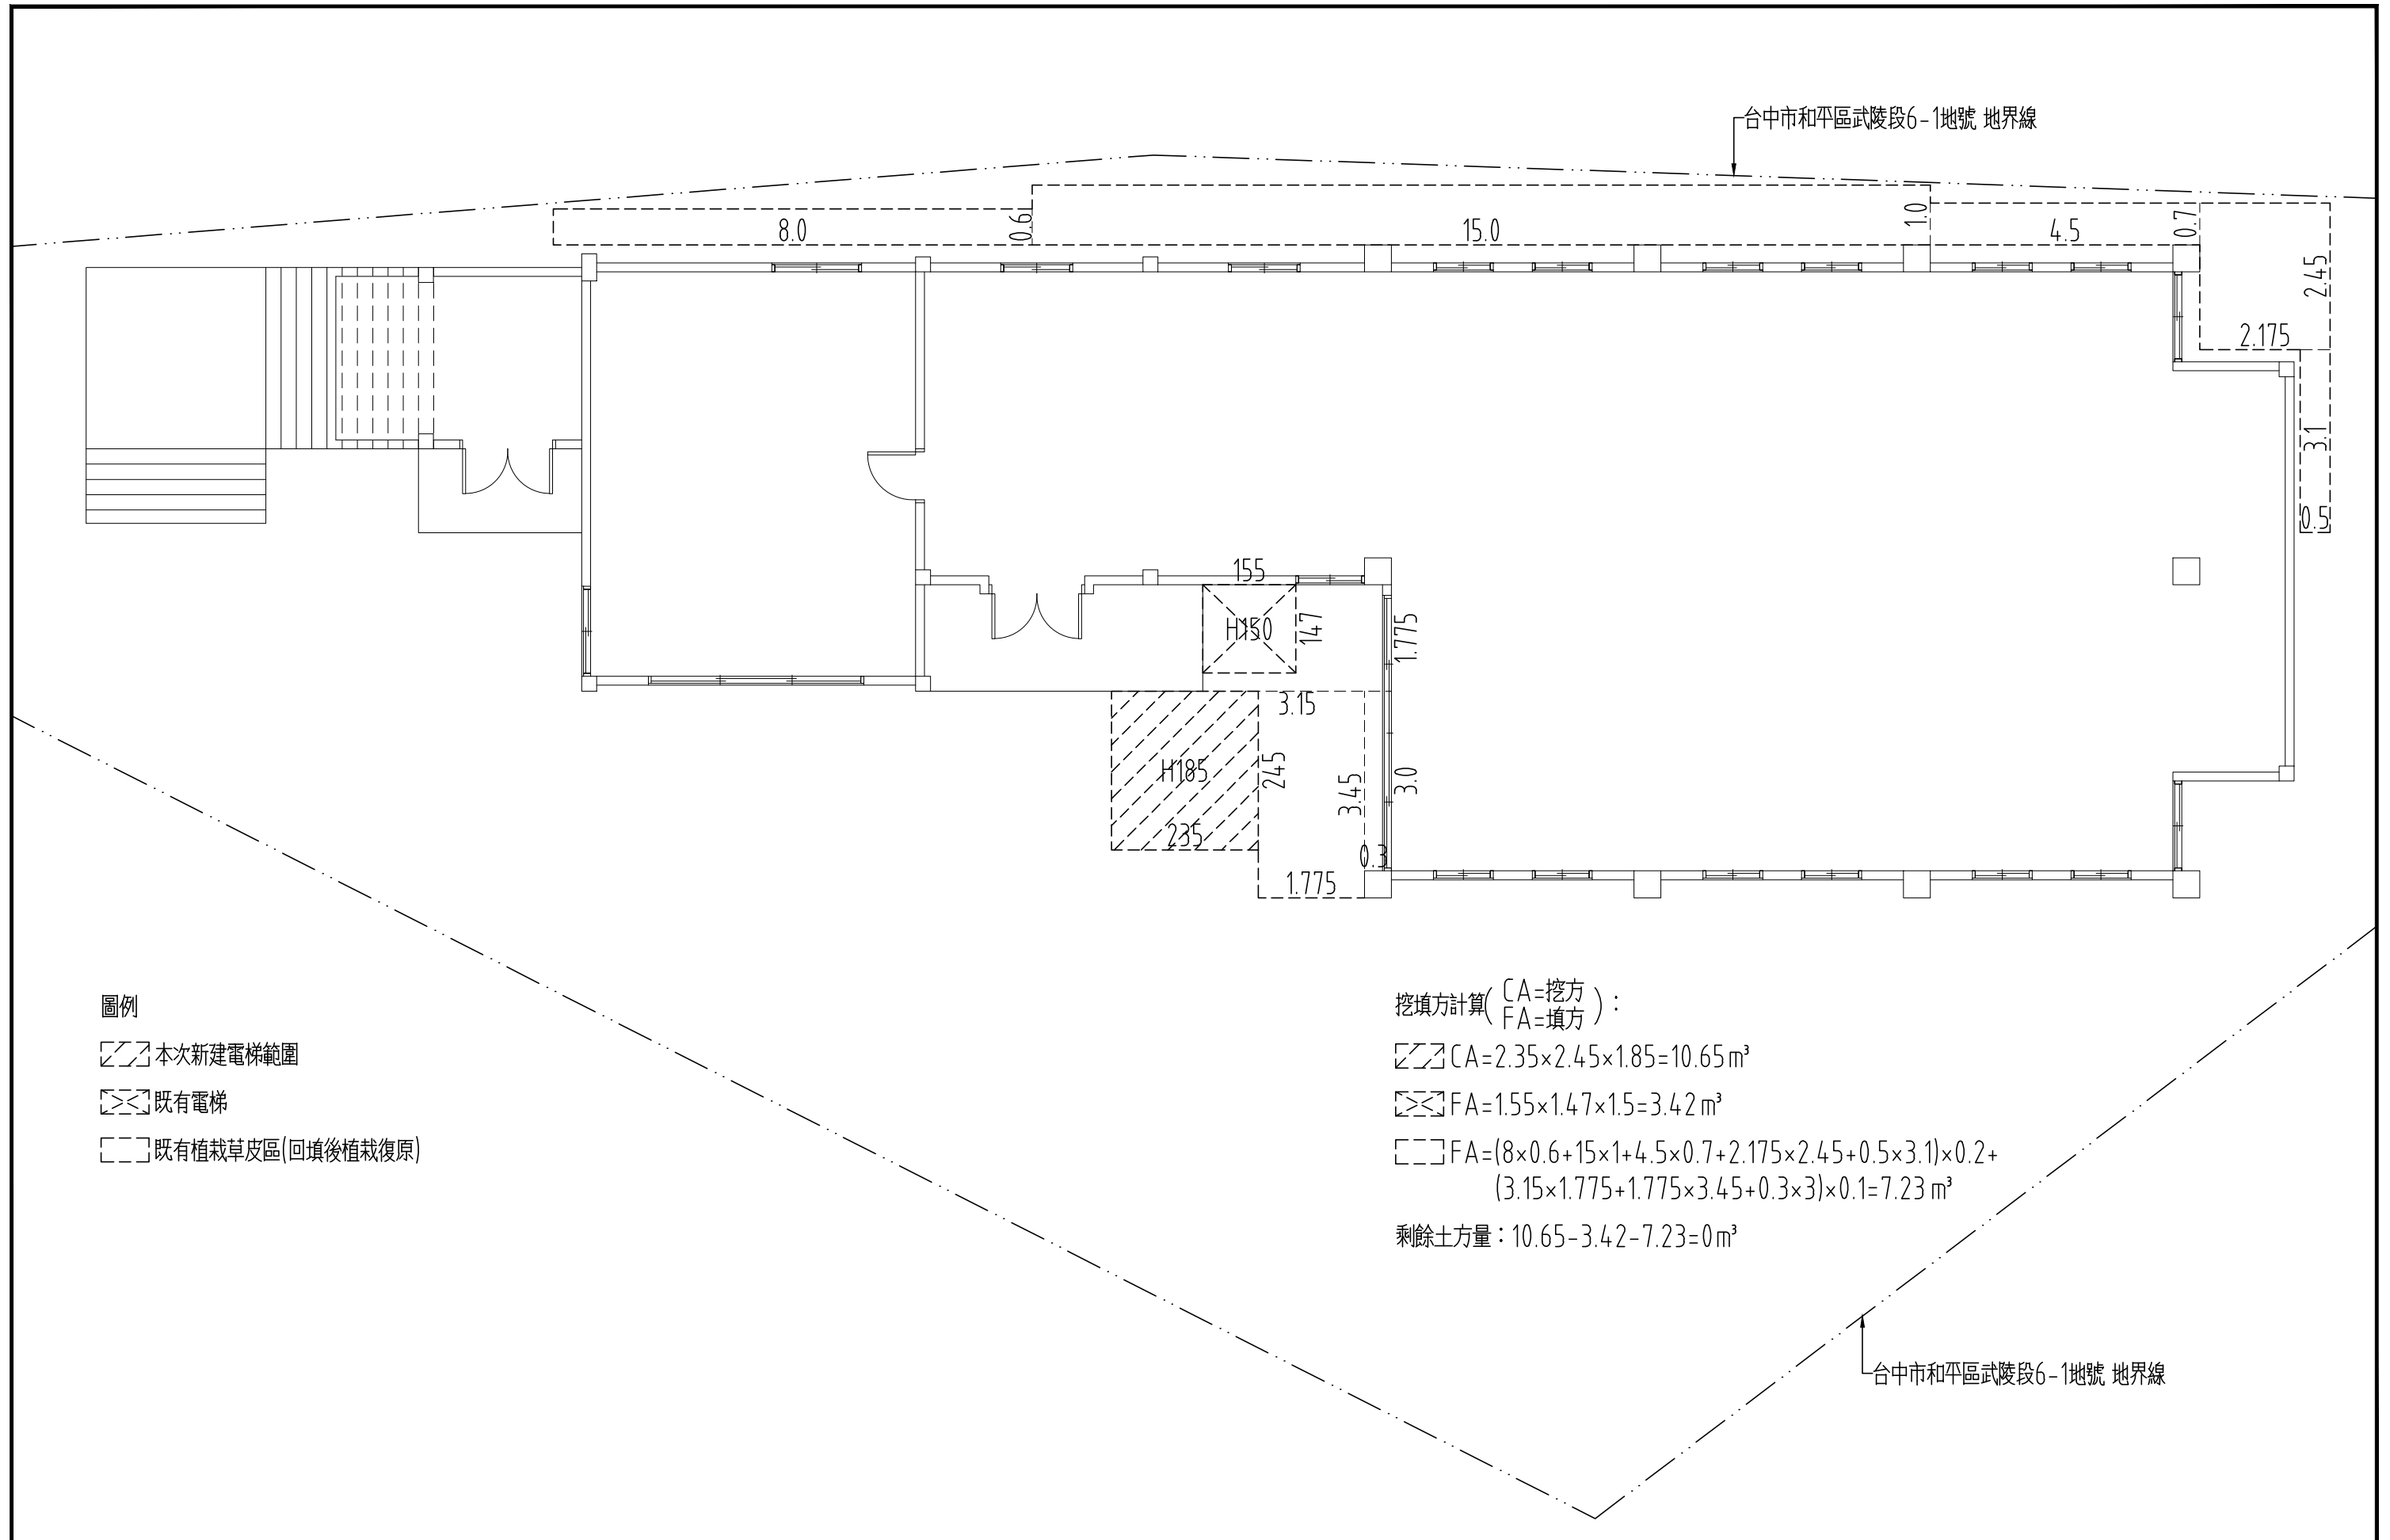 台中市和平區武陵段6-1地號 地界線
8.0
0.6
15.0
1.0
4.5
0.7
2.45
2.175
3.1
0.5
155
H150
147
1.775
3.15
H185
245
3.45
3.0
235
0.3
1.775
圖例
本次新建電梯範圍
既有電梯
既有植栽草皮區(回填後植栽復原)
挖填方計算( CA=挖方
FA=填方 ) :
CA=2.35×2.45×1.85=10.65m³
FA=1.55×1.47×1.5=3.42m³
FA=(8×0.6+15×1+4.5×0.7+2.175×2.45+0.5×3.1)×0.2+
(3.15×1.775+1.775×3.45+0.3×3)×0.1=7.23m³
剩餘土方量：10.65-3.42-7.23=0m³
台中市和平區武陵段6-1地號 地界線